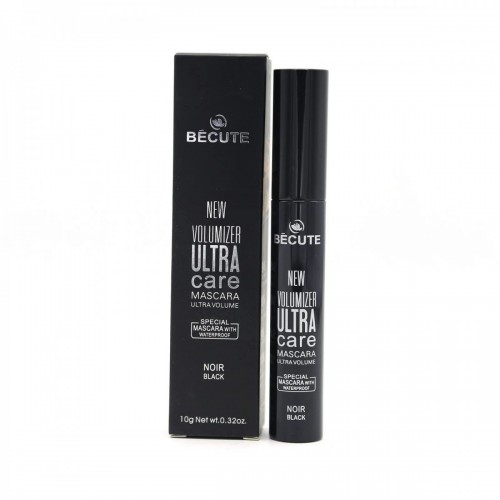 BÉCUTE
NEW
VOLUMIZER
ULTRA
care
MASCARA
ULTRA VOLUME
SPECIAL
MASCARA WITH
WATERPROOF
NOIR
BLACK
10g Net wt.0.32oz.
BÉCUTE
NEW
VOLUMIZER
ULTRA
care
MASCARA
ULTRA VOLUME
SPECIAL
MASCARA WITH
WATERPROOF
NOIR
BLACK